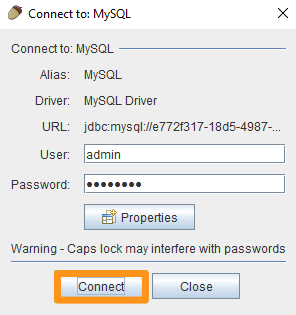 Connect to: MySQL
Connect to: MySQL
Alias: MySQL
Driver: MySQL Driver
URL: jdbc:mysql://e772f317-18d5-4987-...
User: admin
Password: ••••••••
Properties
Warning - Caps lock may interfere with passwords
Connect Close